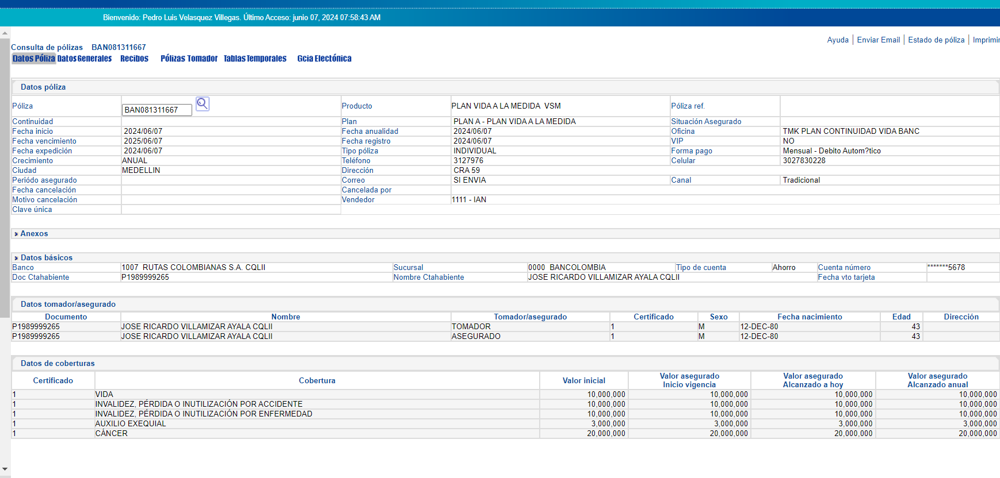 Bienvenido: Pedro Luis Velasquez Villegas. Último Acceso: junio 07, 2024 07:58:43 AM
Ayuda | Enviar Email | Estado de póliza | Imprimir
Consulta de pólizas BAN081311667
Datos Póliza Datos Generales Recibos Pólizas Tomador Tablas Temporales Gcia Electónica
Datos póliza
Póliza BAN081311667 Producto PLAN VIDA A LA MEDIDA VSM Póliza ref.
Continuidad Plan PLAN A - PLAN VIDA A LA MEDIDA Situación Asegurado
Fecha inicio 2024/06/07 Fecha anualidad 2024/06/07 Oficina TMK PLAN CONTINUIDAD VIDA BANC
Fecha vencimiento 2025/06/07 Fecha registro 2024/06/07 VIP NO
Fecha expedición 2024/06/07 Tipo póliza INDIVIDUAL Forma pago Mensual - Debito Autom?tico
Crecimiento ANUAL Teléfono 3127976 Celular 3027830228
Ciudad MEDELLIN Dirección CRA 59
Periódo asegurado Correo SI ENVIA Canal Tradicional
Fecha cancelación Cancelada por
Motivo cancelación Vendedor 1111 - IAN
Clave única
Anexos
Datos básicos
Banco 1007 RUTAS COLOMBIANAS S.A. CQLII Sucursal 0000 BANCOLOMBIA Tipo de cuenta Ahorro Cuenta número *******5678
Doc Ctahabiente P1989999265 Nombre Ctahabiente JOSE RICARDO VILLAMIZAR AYALA CQLII Fecha vto tarjeta
Datos tomador/asegurado
Documento Nombre Tomador/asegurado Certificado Sexo Fecha nacimiento Edad Dirección
P1989999265 JOSE RICARDO VILLAMIZAR AYALA CQLII TOMADOR 1 M 12-DEC-80 43
P1989999265 JOSE RICARDO VILLAMIZAR AYALA CQLII ASEGURADO 1 M 12-DEC-80 43
Datos de coberturas
Certificado Cobertura Valor inicial Valor asegurado Inicio vigencia Valor asegurado Alcanzado a hoy Valor asegurado Alcanzado anual
1 VIDA 10,000,000 10,000,000 10,000,000 10,000,000
1 INVALIDEZ, PÉRDIDA O INUTILIZACIÓN POR ACCIDENTE 10,000,000 10,000,000 10,000,000 10,000,000
1 INVALIDEZ, PÉRDIDA O INUTILIZACIÓN POR ENFERMEDAD 10,000,000 10,000,000 10,000,000 10,000,000
1 AUXILIO EXEQUIAL 3,000,000 3,000,000 3,000,000 3,000,000
1 CÁNCER 20,000,000 20,000,000 20,000,000 20,000,000